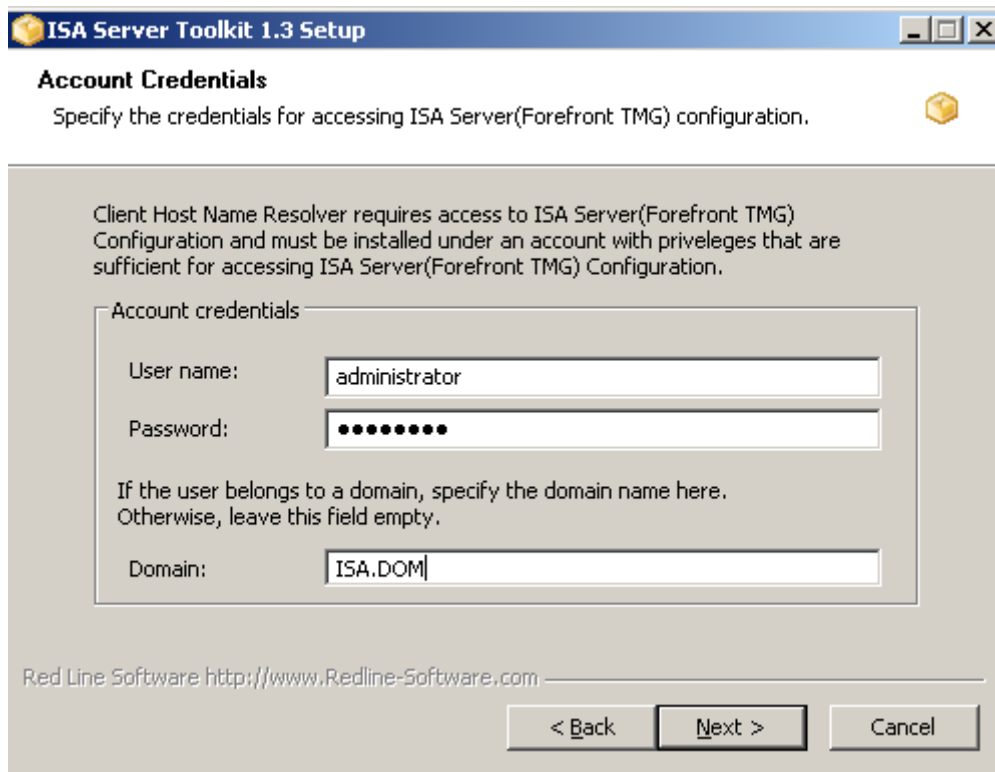 ISA Server Toolkit 1.3 Setup
Account Credentials
Specify the credentials for accessing ISA Server(Forefront TMG) configuration.
Client Host Name Resolver requires access to ISA Server(Forefront TMG)
Configuration and must be installed under an account with priveleges that are
sufficient for accessing ISA Server(Forefront TMG) Configuration.
Account credentials
User name:
administrator
Password:
●●●●●●●●
If the user belongs to a domain, specify the domain name here.
Otherwise, leave this field empty.
Domain:
ISA.DOM
Red Line Software http://www.Redline-Software.com
< Back
Next >
Cancel